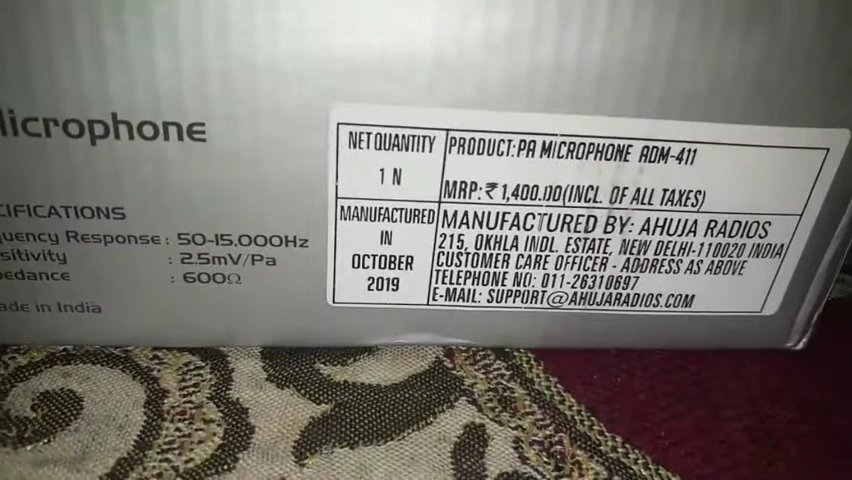 Microphone
CIFICATIONS
uency Response : 50-15,000Hz
sitivity : 2.5mV/Pa
pedance : 600Ω
ade in India
NET QUANTITY
1 N
MANUFACTURED
IN
OCTOBER
2019
PRODUCT:PA MICROPHONE ADM-411
MRP:₹1,400.00(INCL. OF ALL TAXES)
MANUFACTURED BY: AHUJA RADIOS
215, OKHLA INDL. ESTATE, NEW DELHI-110020 INDIA
CUSTOMER CARE OFFICER - ADDRESS AS ABOVE
TELEPHONE NO: 011-26310697
E-MAIL: SUPPORT@AHUJARADIOS.COM